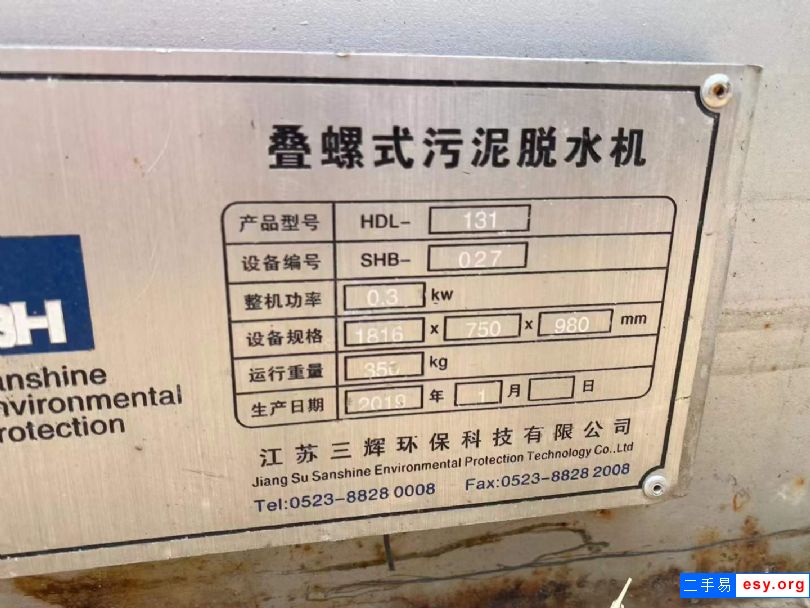 叠螺式污泥脱水机
产品型号 HDL- 131
设备编号 SHB- 027
整机功率 0.3 kw
设备规格 1816 x 750 x 980 mm
运行重量 350 kg
生产日期 2019 年 1 月 日
江苏三辉环保科技有限公司
Jiang Su Sanshine Environmental Protection Technology Co.,Ltd
Tel:0523-8828 0008 Fax:0523-8828 2008
BH
anshine
nvironmental
rotection
二手易 esy.org